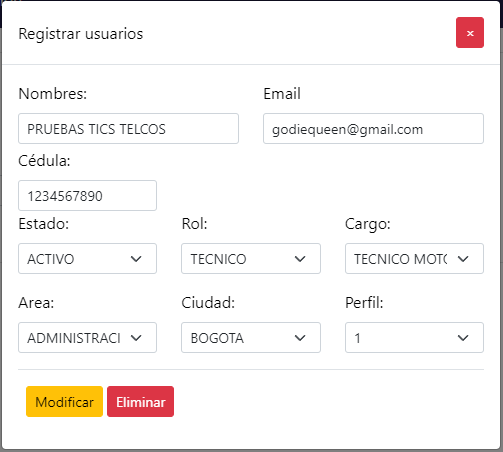 Registrar usuarios
×
Nombres: Email
PRUEBAS TICS TELCOS godiequeen@gmail.com
Cédula:
1234567890
Estado: Rol: Cargo:
ACTIVO TECNICO TECNICO MOTO
Area: Ciudad: Perfil:
ADMINISTRACI BOGOTA 1
Modificar Eliminar